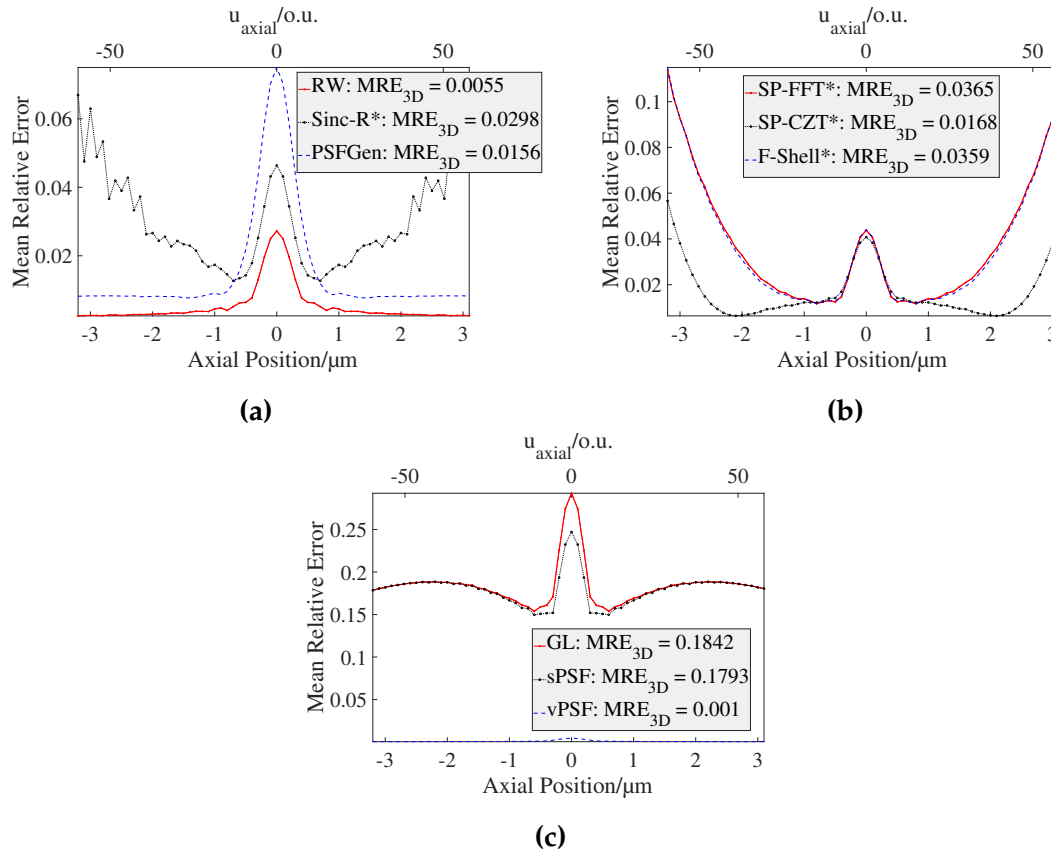 (a)
u_axial/o.u.
-50 0 50
RW: MRE_3D = 0.0055
Sinc-R*: MRE_3D = 0.0298
PSFGen: MRE_3D = 0.0156
Mean Relative Error
0.06
0.04
0.02
-3 -2 -1 0 1 2 3
Axial Position/µm
(a)
u_axial/o.u.
-50 0 50
SP-FFT*: MRE_3D = 0.0365
SP-CZT*: MRE_3D = 0.0168
F-Shell*: MRE_3D = 0.0359
Mean Relative Error
0.1
0.08
0.06
0.04
0.02
-3 -2 -1 0 1 2 3
Axial Position/µm
(b)
u_axial/o.u.
-50 0 50
Mean Relative Error
0.25
0.2
0.15
0.1
0.05
GL: MRE_3D = 0.1842
sPSF: MRE_3D = 0.1793
vPSF: MRE_3D = 0.001
-3 -2 -1 0 1 2 3
Axial Position/µm
(c)